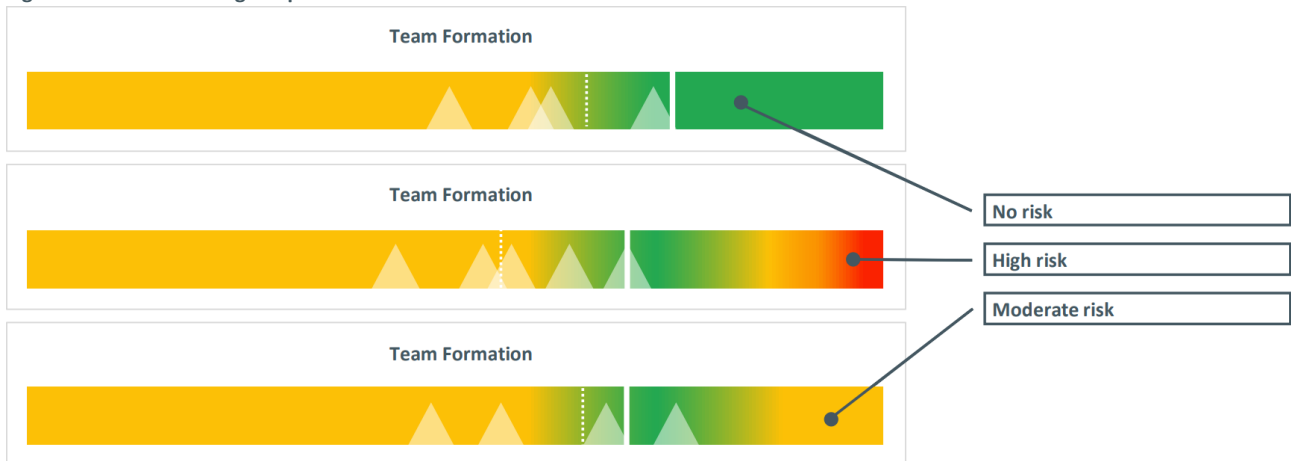 Team Formation
Team Formation
Team Formation
No risk
High risk
Moderate risk